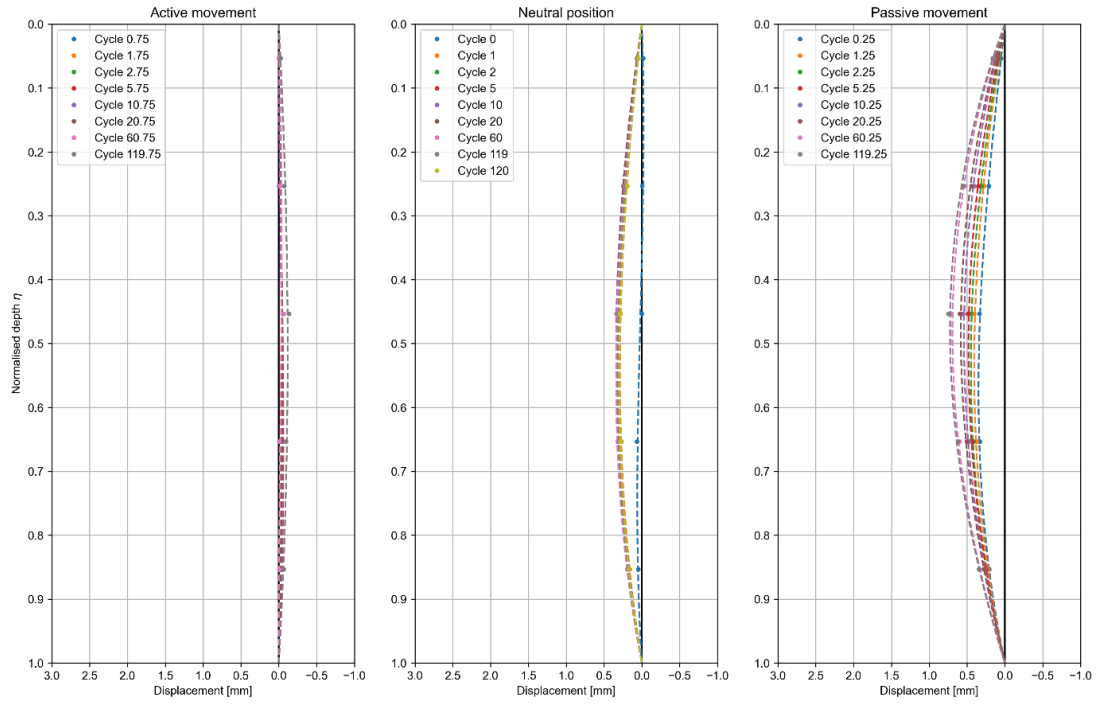 Active movement
Neutral position
Passive movement
Normalised depth η
0.0
0.1
0.2
0.3
0.4
0.5
0.6
0.7
0.8
0.9
1.0
Cycle 0.75
Cycle 1.75
Cycle 2.75
Cycle 5.75
Cycle 10.75
Cycle 20.75
Cycle 60.75
Cycle 119.75
3.0 2.5 2.0 1.5 1.0 0.5 0.0 −0.5 −1.0
Displacement [mm]
0.0
0.1
0.2
0.3
0.4
0.5
0.6
0.7
0.8
0.9
1.0
Cycle 0
Cycle 1
Cycle 2
Cycle 5
Cycle 10
Cycle 20
Cycle 60
Cycle 119
Cycle 120
3.0 2.5 2.0 1.5 1.0 0.5 0.0 −0.5 −1.0
Displacement [mm]
0.0
0.1
0.2
0.3
0.4
0.5
0.6
0.7
0.8
0.9
1.0
Cycle 0.25
Cycle 1.25
Cycle 2.25
Cycle 5.25
Cycle 10.25
Cycle 20.25
Cycle 60.25
Cycle 119.25
3.0 2.5 2.0 1.5 1.0 0.5 0.0 −0.5 −1.0
Displacement [mm]